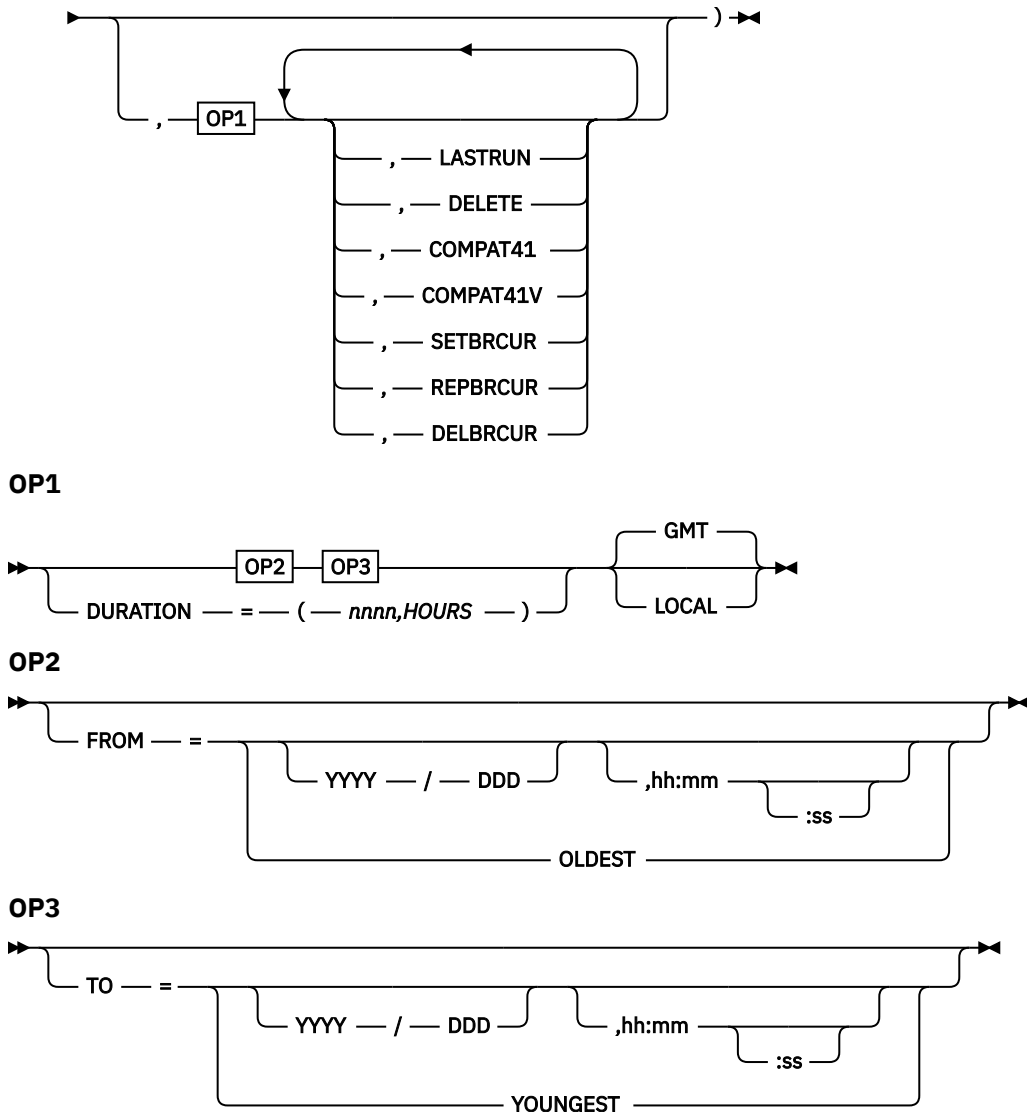 )
, OP1
, LASTRUN
, DELETE
, COMPAT41
, COMPAT41V
, SETBRCUR
, REPBRCUR
, DELBRCUR
OP1
GMT
OP2 OP3
DURATION = ( nnnn,HOURS ) LOCAL
OP2
FROM =
YYYY / DDD ,hh:mm
:ss
OLDEST
OP3
TO =
YYYY / DDD ,hh:mm
:ss
YOUNGEST